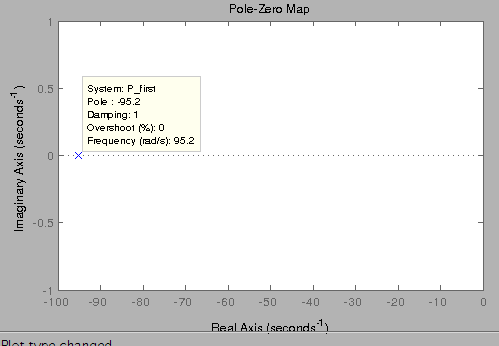 Pole-Zero Map
1
0.5
0
-0.5
-1
Imaginary Axis (seconds⁻¹)
System: P_first
Pole : -95.2
Damping: 1
Overshoot (%): 0
Frequency (rad/s): 95.2
-100 -90 -80 -70 -60 -50 -40 -30 -20 -10 0
Real Axis (seconds⁻¹)
Plot type changed